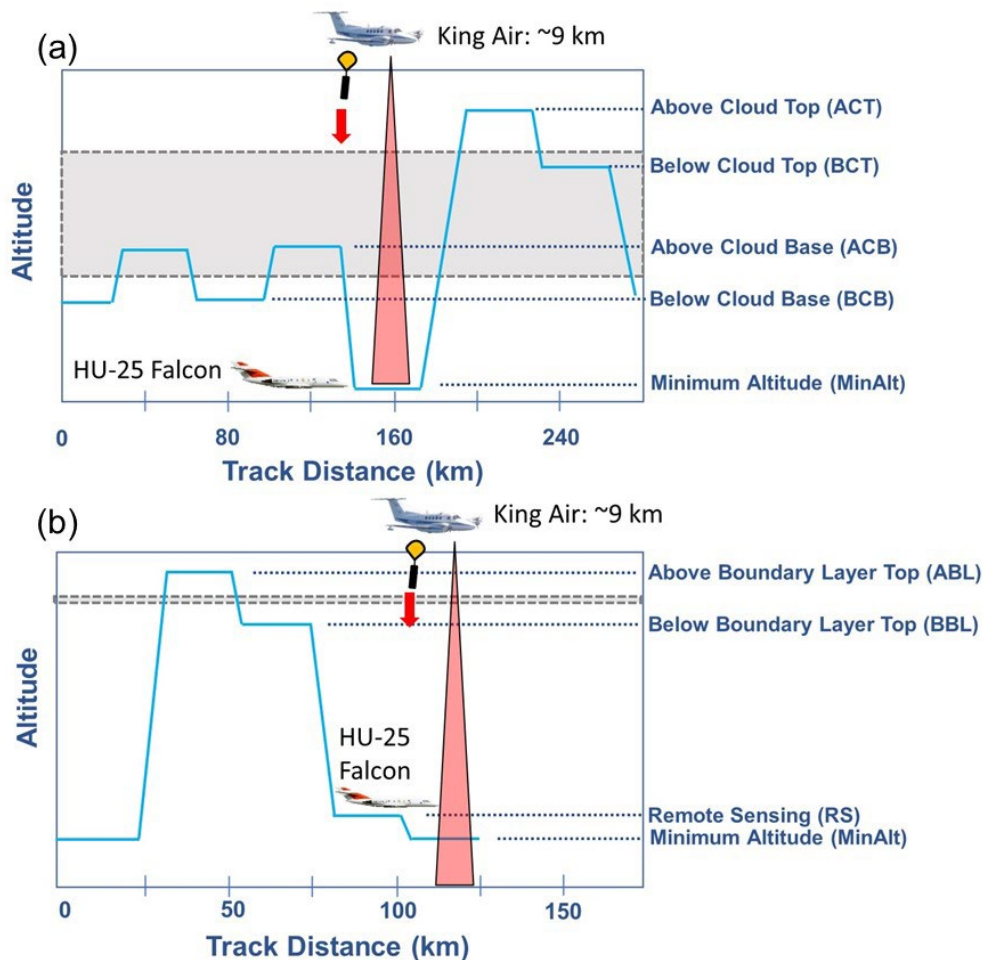 (a)
King Air: ~9 km
Above Cloud Top (ACT)
Below Cloud Top (BCT)
Above Cloud Base (ACB)
Below Cloud Base (BCB)
Minimum Altitude (MinAlt)
Altitude
HU-25 Falcon
0 80 160 240
Track Distance (km)
(b)
King Air: ~9 km
Above Boundary Layer Top (ABL)
Below Boundary Layer Top (BBL)
Altitude
HU-25
Falcon
Remote Sensing (RS)
Minimum Altitude (MinAlt)
0 50 100 150
Track Distance (km)